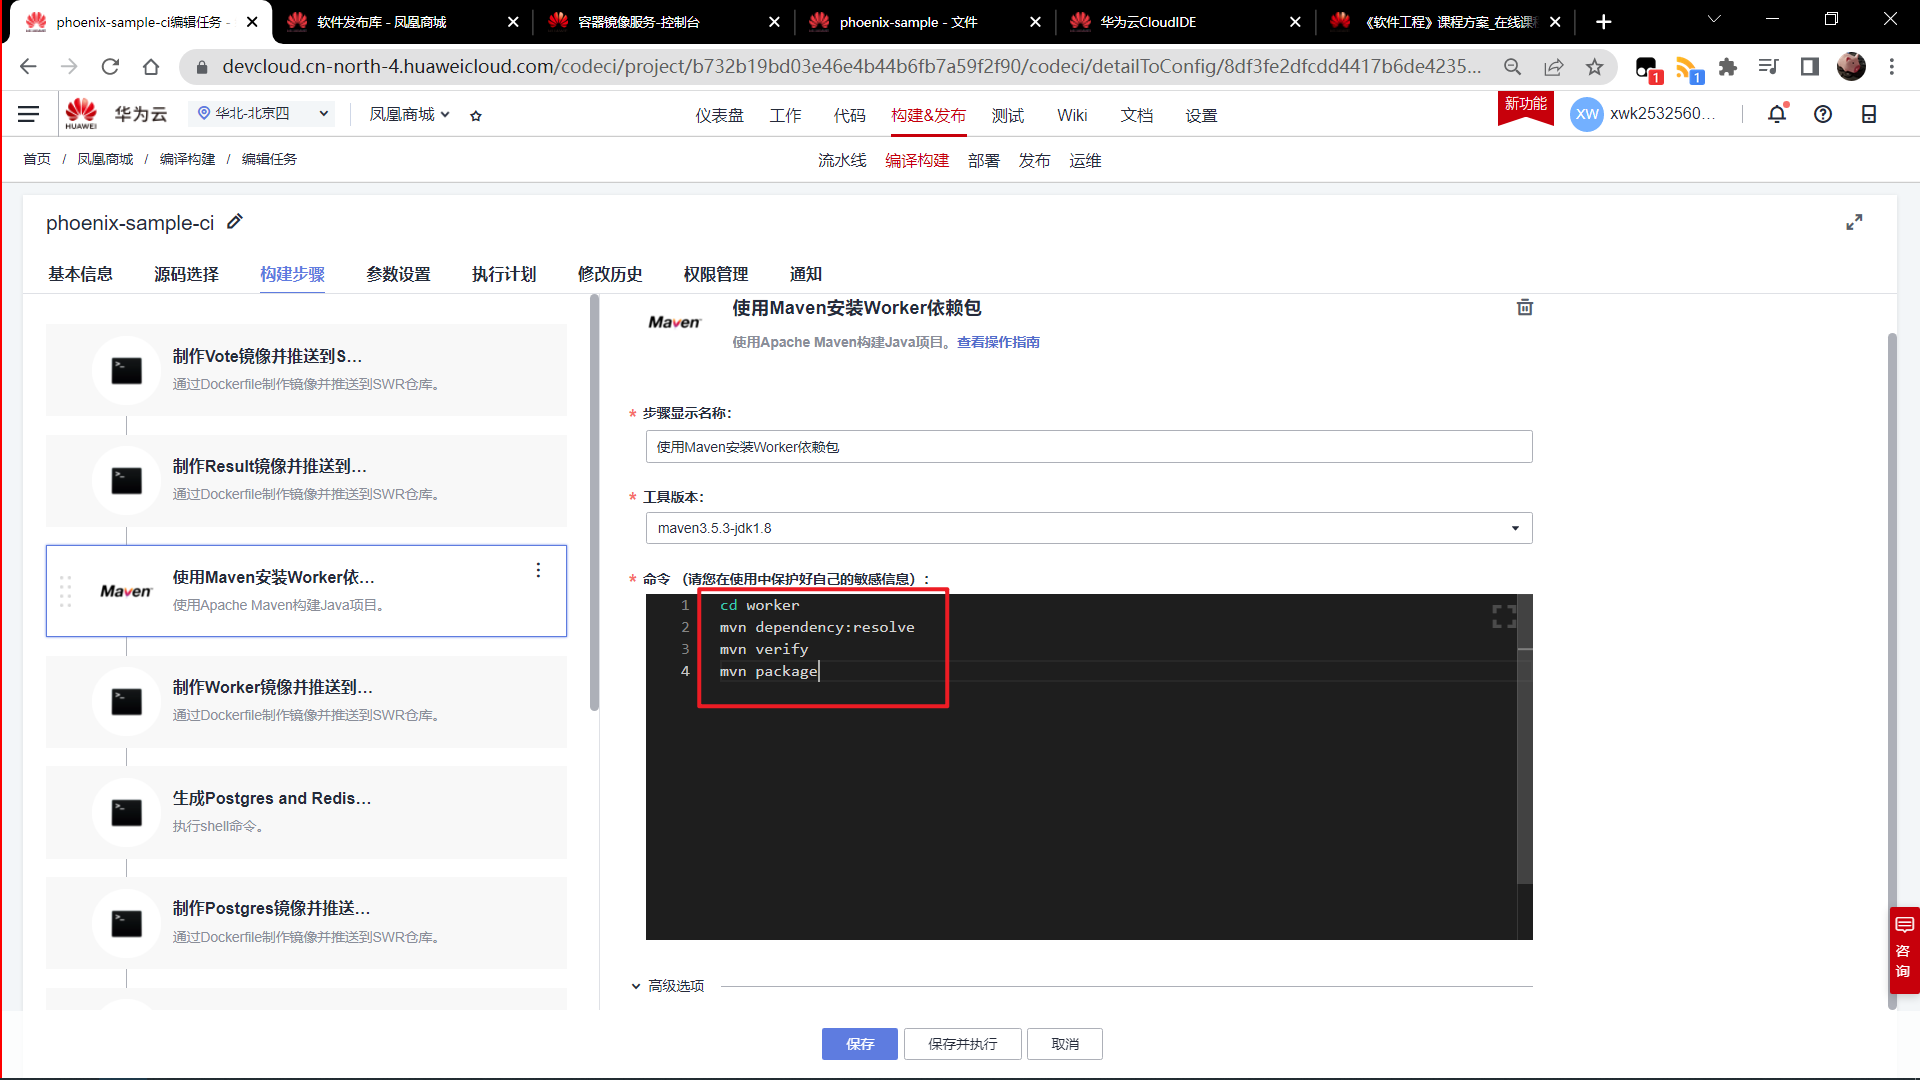 phoenix-sample-ci编辑任务 -
软件发布库 - 凤凰商城
容器镜像服务-控制台
phoenix-sample - 文件
华为云CloudIDE
《软件工程》课程方案_在线课
devcloud.cn-north-4.huaweicloud.com/codeci/project/b732b19bd03e46e4b44b6fb7a59f2f90/codeci/detailToConfig/8df3fe2dfcdd4417b6de4235...
1
1
HUAWEI
华为云
华北-北京四
凤凰商城
仪表盘
工作
代码
构建&发布
测试
Wiki
文档
设置
新功能
XW
xwk2532560...
首页 / 凤凰商城 / 编译构建 / 编辑任务
流水线
编译构建
部署
发布
运维
phoenix-sample-ci
基本信息
源码选择
构建步骤
参数设置
执行计划
修改历史
权限管理
通知
制作Vote镜像并推送到S...
通过Dockerfile制作镜像并推送到SWR仓库。
制作Result镜像并推送到...
通过Dockerfile制作镜像并推送到SWR仓库。
Maven
使用Maven安装Worker依...
使用Apache Maven构建Java项目。
制作Worker镜像并推送到...
通过Dockerfile制作镜像并推送到SWR仓库。
生成Postgres and Redis...
执行shell命令。
制作Postgres镜像并推送...
通过Dockerfile制作镜像并推送到SWR仓库。
Maven
使用Maven安装Worker依赖包
使用Apache Maven构建Java项目。查看操作指南
* 步骤显示名称：
使用Maven安装Worker依赖包
* 工具版本：
maven3.5.3-jdk1.8
* 命令 （请您在使用中保护好自己的敏感信息）：
1 cd worker
2 mvn dependency:resolve
3 mvn verify
4 mvn package
高级选项
保存
保存并执行
取消
咨
询